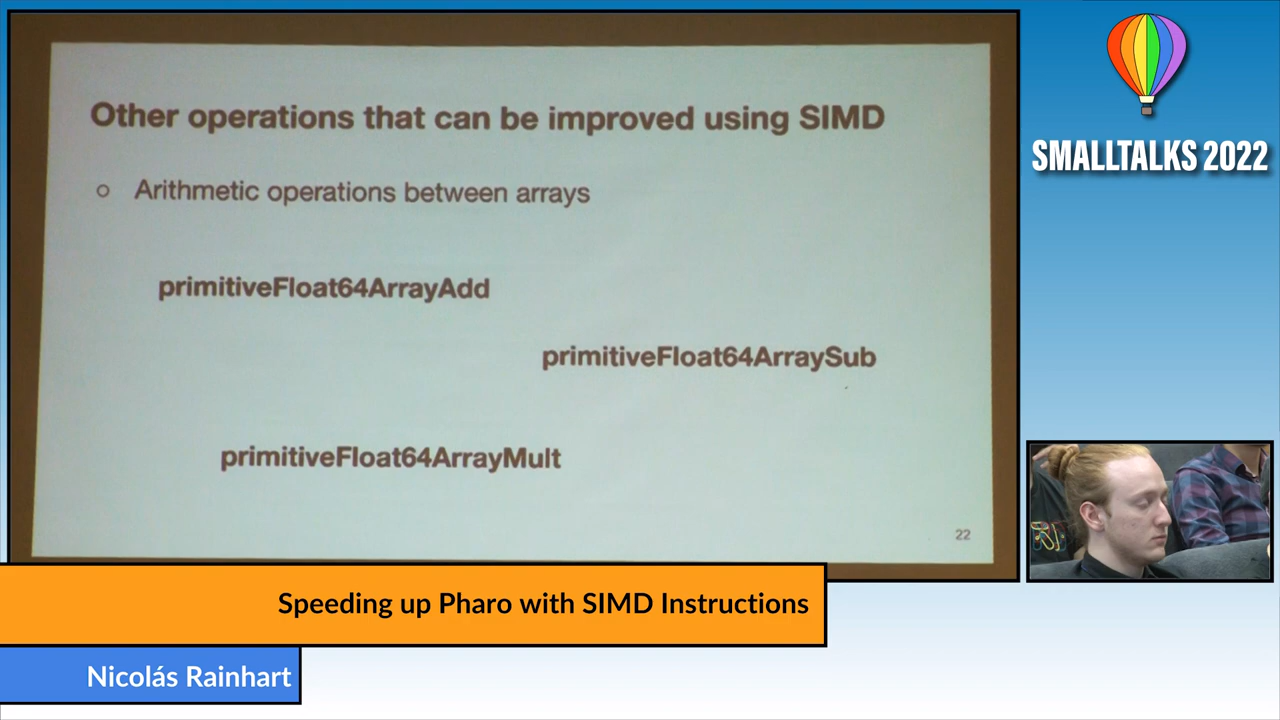 Other operations that can be improved using SIMD
○ Arithmetic operations between arrays
primitiveFloat64ArrayAdd
primitiveFloat64ArraySub
primitiveFloat64ArrayMult
22
SMALLTALKS 2022
Speeding up Pharo with SIMD Instructions
Nicolás Rainhart